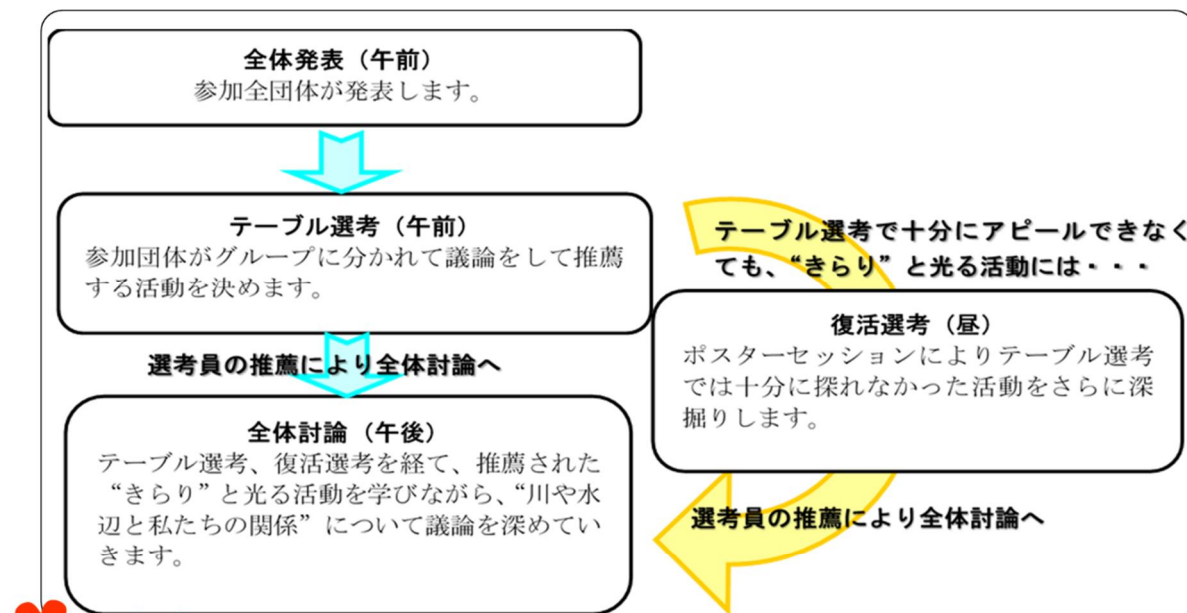 全体発表（午前）
参加全団体が発表します。
テーブル選考（午前）
参加団体がグループに分かれて議論をして推薦
する活動を決めます。
テーブル選考で十分にアピールできなく
ても、“きらり”と光る活動には・・・
復活選考（昼）
ポスターセッションによりテーブル選考
では十分に探れなかった活動をさらに深
掘りします。
選考員の推薦により全体討論へ
選考員の推薦により全体討論へ
全体討論（午後）
テーブル選考、復活選考を経て、推薦された
“きらり”と光る活動を学びながら、“川や水
辺と私たちの関係”について議論を深めてい
きます。